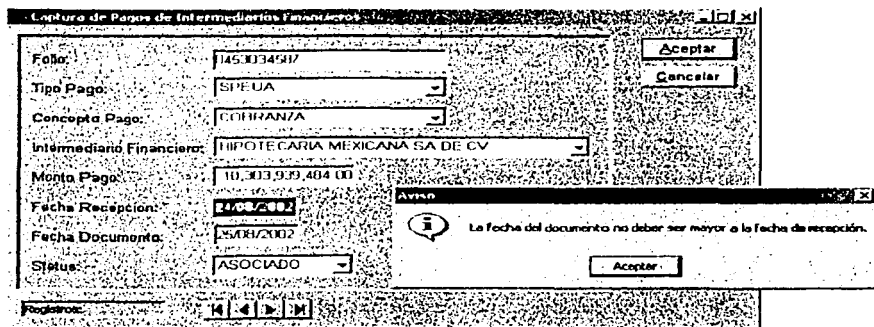 Captura de Pagos de Intermediarios Financieros
Aceptar
Cancelar
Folio: 0453034587
Tipo Pago: SPEUA
Concepto Pago: COBRANZA
Intermediario Financiero: HIPOTECARIA MEXICANA SA DE CV
Monto Pago: 10,303,939,484.00
Fecha Recepcion: 24/08/2002
Fecha Documento: 25/08/2002
Status: ASOCIADO
Registros:
Aviso
La fecha del documento no deber ser mayor a la fecha de recepción.
Aceptar